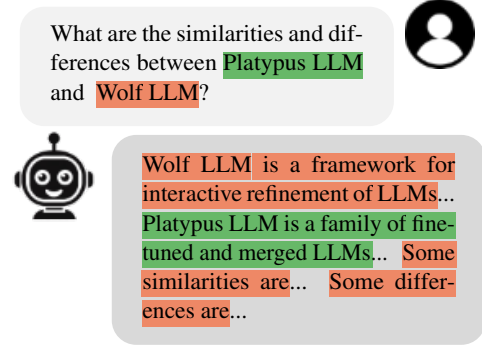 What are the similarities and dif-
ferences between Platypus LLM
and Wolf LLM?
Wolf LLM is a framework for
interactive refinement of LLMs...
Platypus LLM is a family of fine-
tuned and merged LLMs... Some
similarities are... Some differ-
ences are...